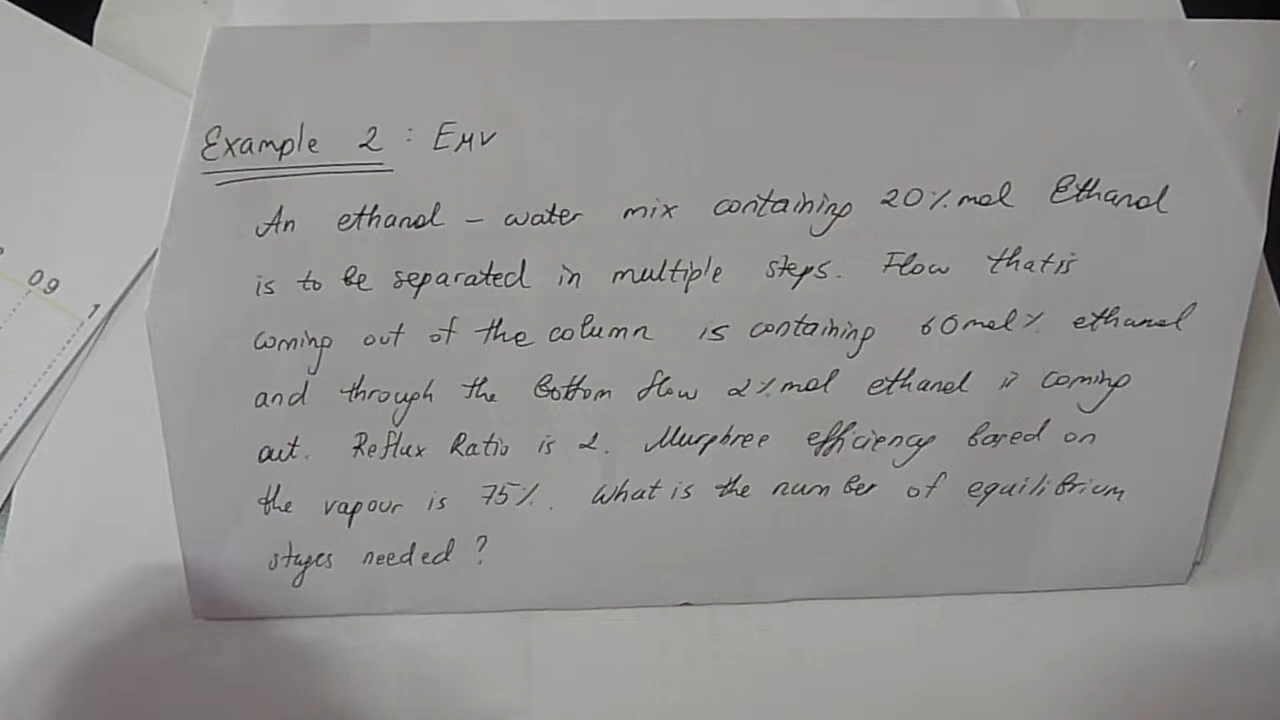 Example 2 : EMV
An ethanol - water mix containing 20%mol Ethanol
is to be separated in multiple steps. Flow that is
coming out of the column is containing 60mol% ethanol
and through the bottom flow 2%mol ethanol is coming
out. Reflux Ratio is 2. Murphree efficiency based on
the vapour is 75%. What is the number of equilibrium
stages needed?
09
1